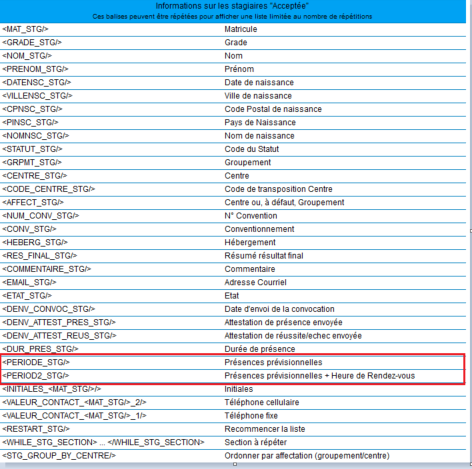 Informations sur les stagiaires "Acceptée"
Ces balises peuvent être répétées pour afficher une liste limitée au nombre de répétitions
<MAT_STG/> Matricule
<GRADE_STG/> Grade
<NOM_STG/> Nom
<PRENOM_STG/> Prénom
<DATENSC_STG/> Date de naissance
<VILLENSC_STG/> Ville de naissance
<CPNSC_STG/> Code Postal de naissance
<PINSC_STG/> Pays de Naissance
<NOMNSC_STG/> Nom de naissance
<STATUT_STG/> Code du Statut
<GRPMT_STG/> Groupement
<CENTRE_STG/> Centre
<CODE_CENTRE_STG/> Code de transposition Centre
<AFFECT_STG/> Centre ou, à défaut, Groupement
<NUM_CONV_STG/> N° Convention
<CONV_STG/> Conventionnement
<HEBERG_STG/> Hébergement
<RES_FINAL_STG/> Résumé résultat final
<COMMENTAIRE_STG/> Commentaire
<EMAIL_STG/> Adresse Courriel
<ETAT_STG/> Etat
<DENV_CONVOC_STG/> Date d'envoi de la convocation
<DENV_ATTEST_PRES_STG/> Attestation de présence envoyée
<DENV_ATTEST_REUS_STG/> Attestation de réussite/echec envoyée
<DUR_PRES_STG/> Durée de présence
<PERIODE_STG/> Présences prévisionnelles
<PERIOD2_STG/> Présences prévisionnelles + Heure de Rendez-vous
<INITIALES_<MAT_STG/>/> Initiales
<VALEUR_CONTACT_<MAT_STG/>_2/> Téléphone cellulaire
<VALEUR_CONTACT_<MAT_STG/>_1/> Téléphone fixe
<RESTART_STG/> Recommencer la liste
<WHILE_STG_SECTION> ... </WHILE_STG_SECTION> Section à répéter
<STG_GROUP_BY_CENTRE/> Ordonner par affectation (groupement/centre)